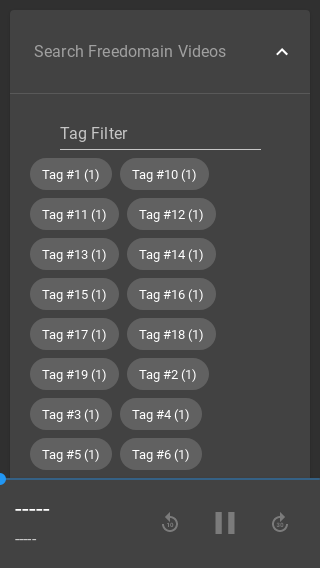 Search Freedomain Videos
Tag Filter
Tag #1 (1) Tag #10 (1)
Tag #11 (1) Tag #12 (1)
Tag #13 (1) Tag #14 (1)
Tag #15 (1) Tag #16 (1)
Tag #17 (1) Tag #18 (1)
Tag #19 (1) Tag #2 (1)
Tag #3 (1) Tag #4 (1)
Tag #5 (1) Tag #6 (1)
-----
10 30
-----